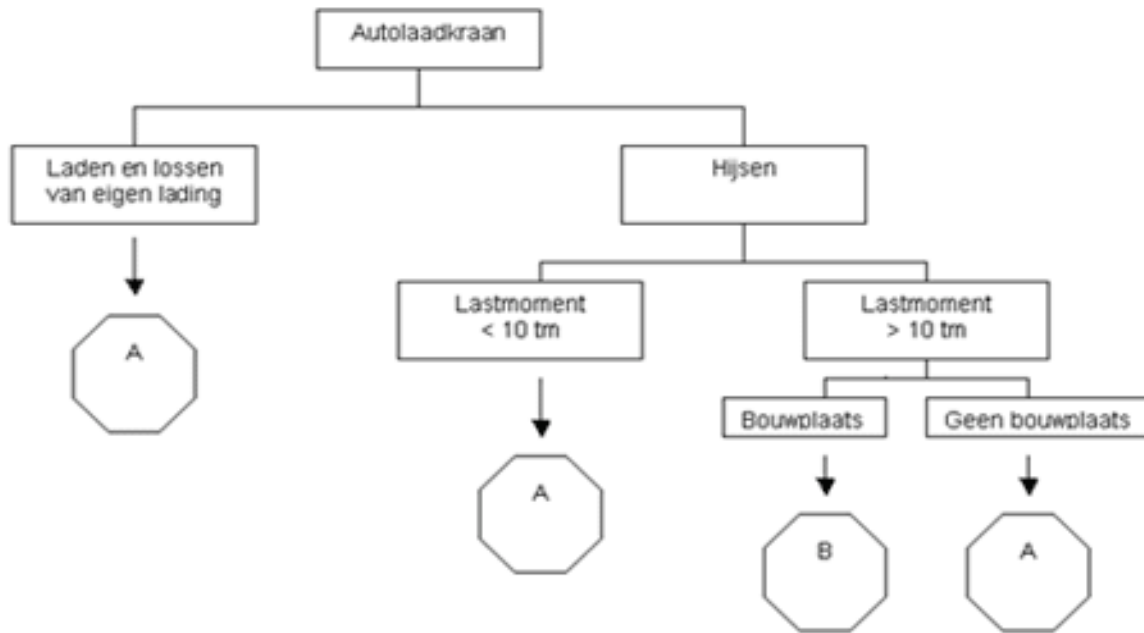 Autolaadkraan
Laden en lossen
van eigen lading
Hijsen
A
Lastmoment
< 10 tm
Lastmoment
> 10 tm
Bouwplaats
Geen bouwplaats
A
B
A